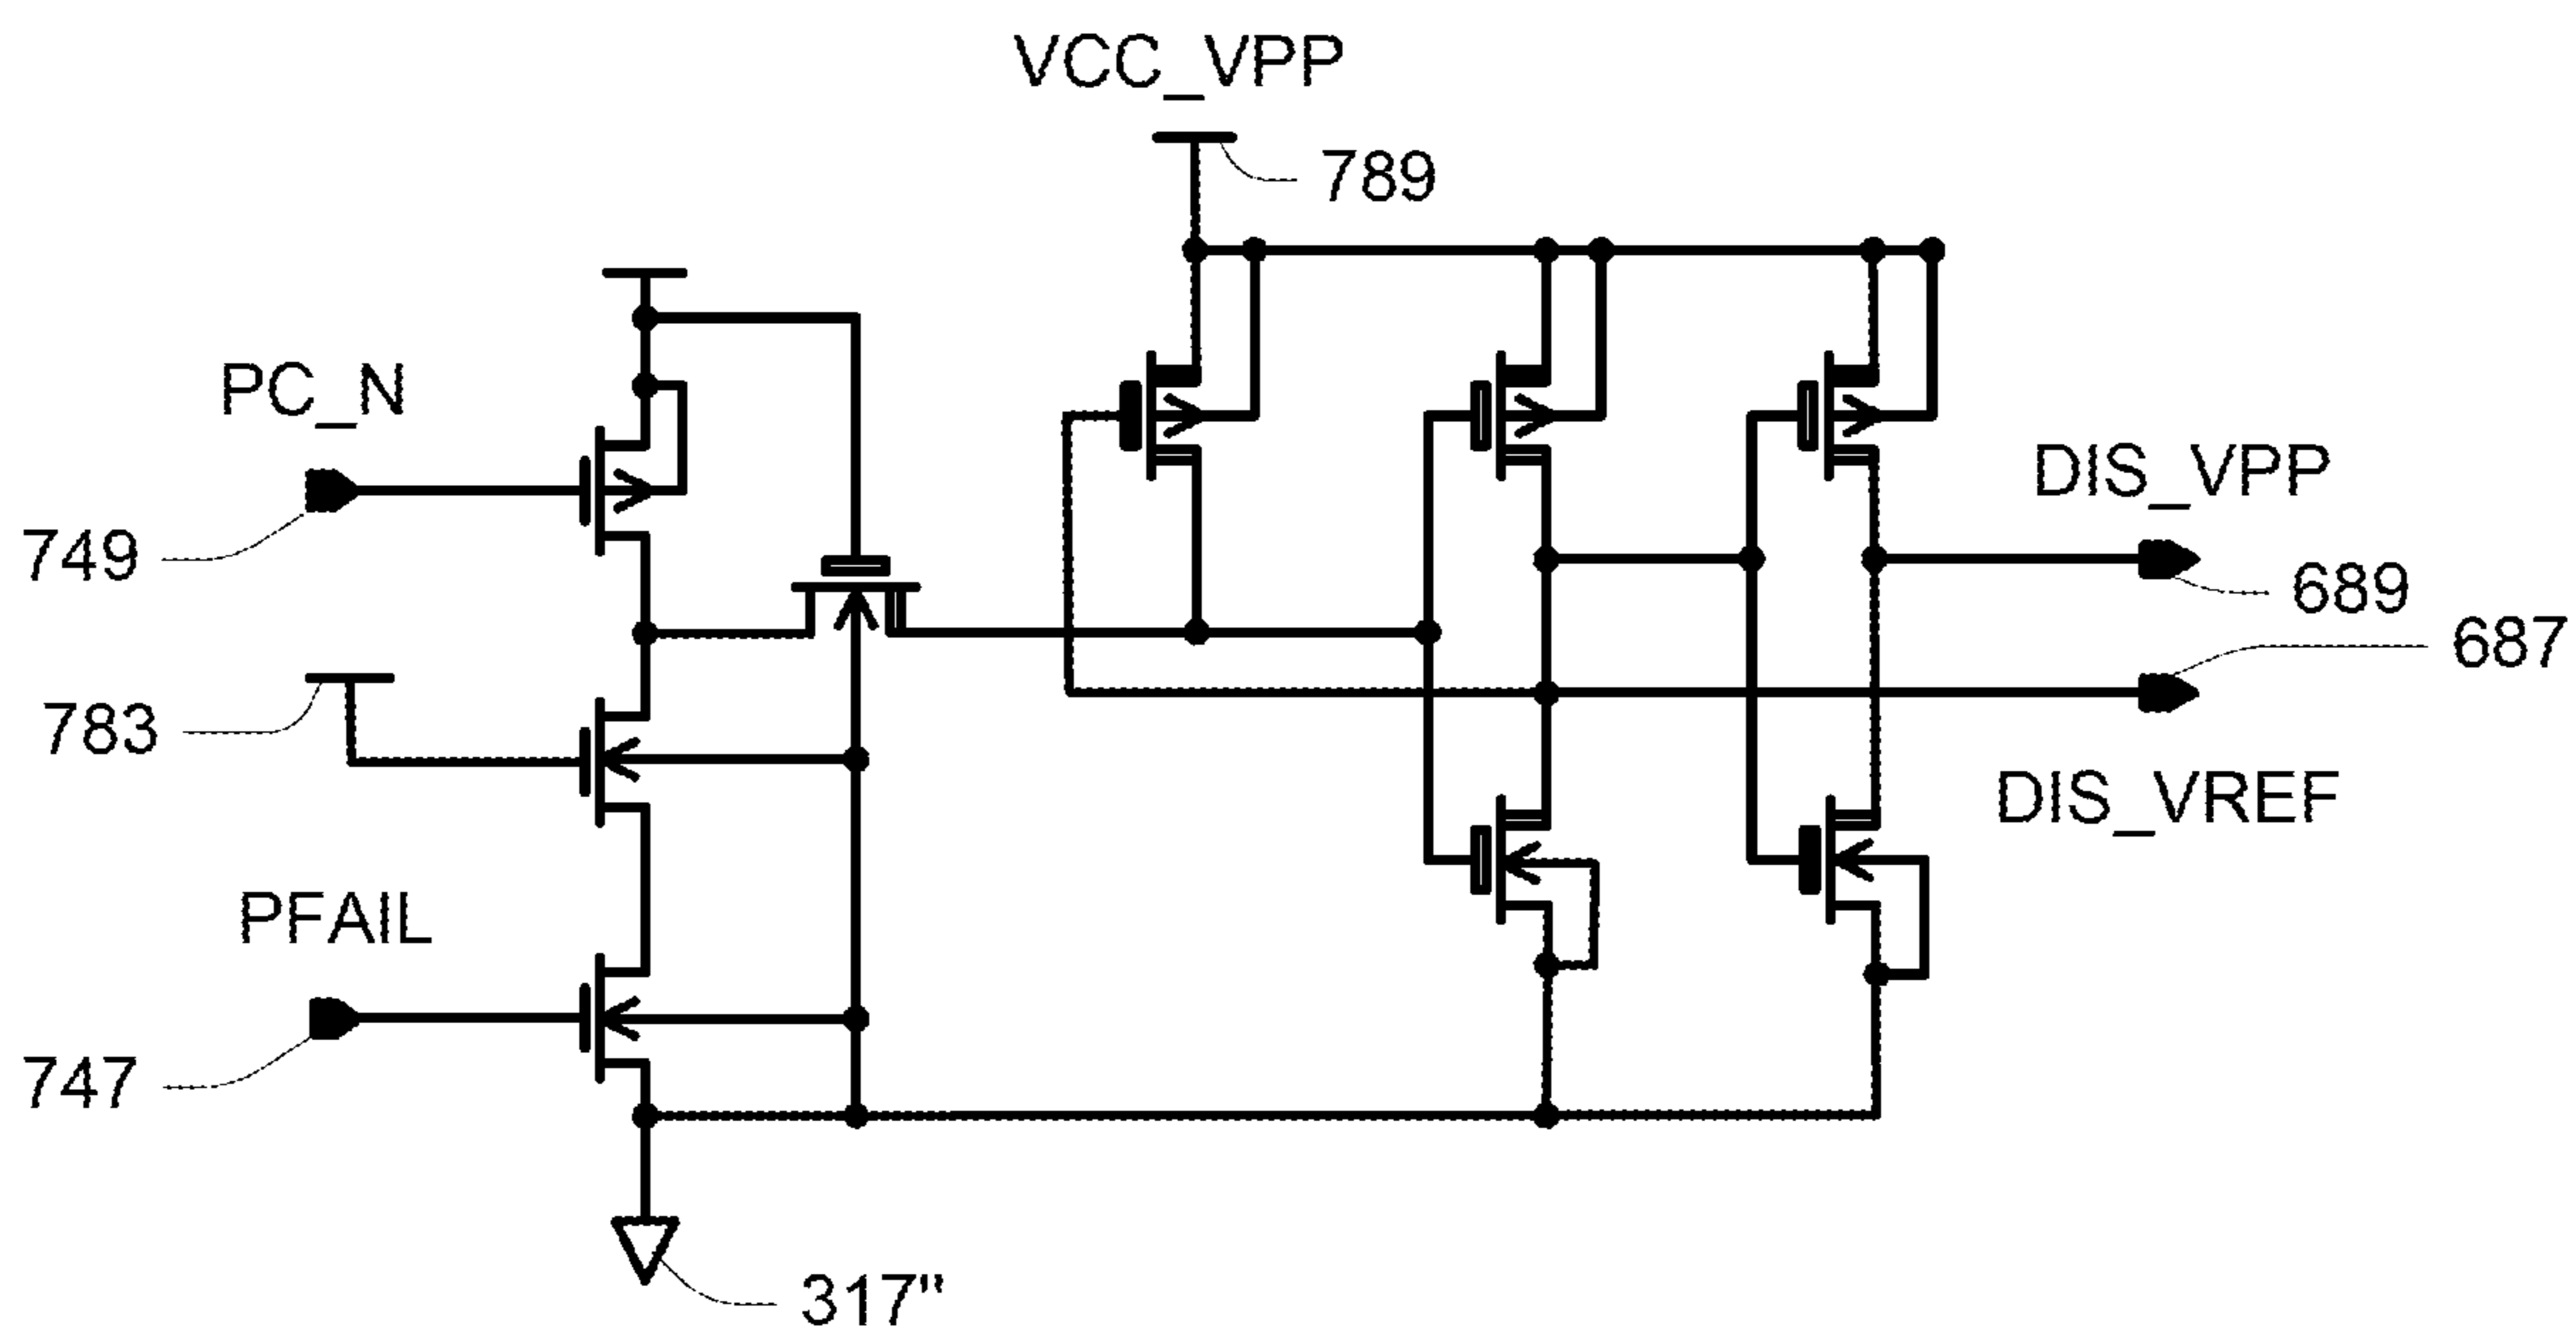 VCC_VPP
789
PC_N
749
DIS_VPP
689
687
783
DIS_VREF
PFAIL
747
317"